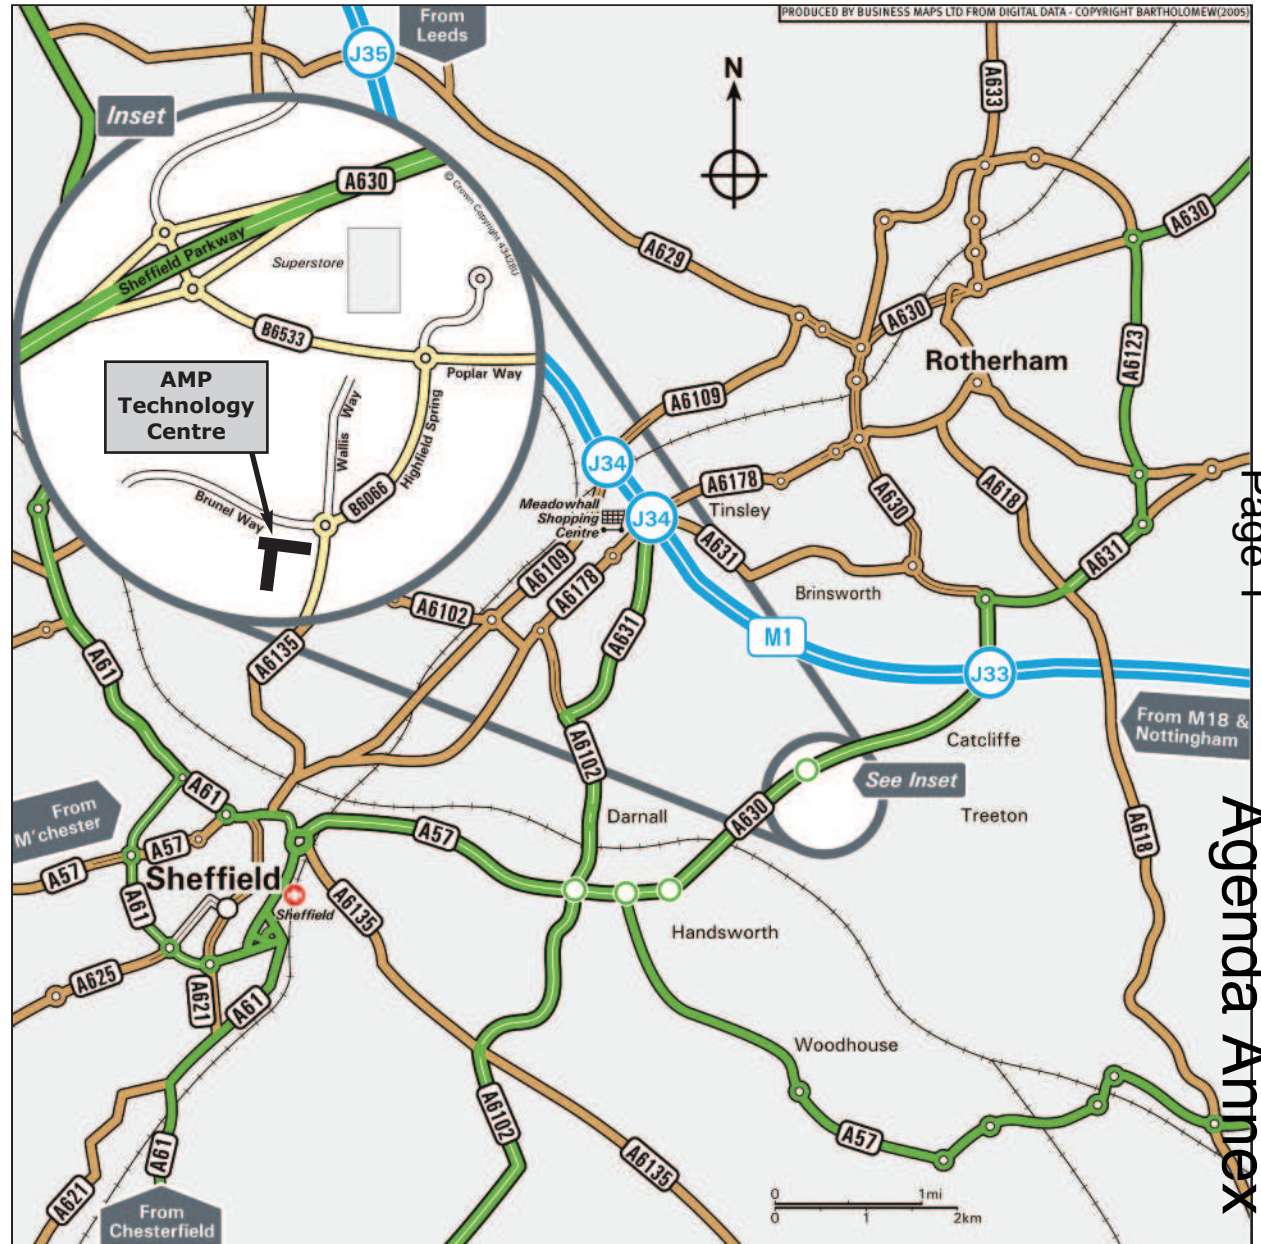 PRODUCED BY BUSINESS MAPS LTD FROM DIGITAL DATA - COPYRIGHT BARTHOLOMEW(2005)
From
Leeds
J35
N
A633
Inset
A630
© Crown Copyright 43428U
Sheffield Parkway
Superstore
B6533
Poplar Way
AMP
Technology
Centre
Wallis Way
Highfield Spring
B6066
Brunel Way
A629
A630
A630
A6123
Rotherham
A6109
J34
A6178
Tinsley
A630
A618
Meadowhall
Shopping
Centre
J34
A631
A631
Page 1
A6109
A6178
A6102
Brinsworth
A631
M1
A61
A6135
J33
From M18 &
Nottingham
Catcliffe
A6102
See Inset
A61
From
M'chester
Darnall
A630
Treeton
A618
A57
A57
A57
Sheffield
Sheffield
A61
A6135
Handsworth
A625
A621
A61
Woodhouse
Agenda Annex
A6102
A57
A61
A6135
A621
From
Chesterfield
0 1mi
0 1 2km